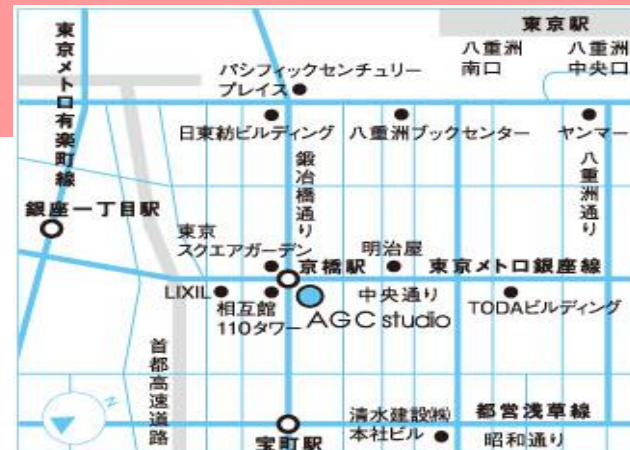 東京駅
東京メトロ有楽町線
八重洲
南口
八重洲
中央口
パシフィックセンチュリー
プレイス
日東紡ビルディング
八重洲ブックセンター
ヤンマー
鍛冶橋通り
八重洲通り
銀座一丁目駅
東京
スクエアガーデン
京橋駅
明治屋
東京メトロ銀座線
LIXIL
相互館
110タワー
AGC studio
中央通り
TODAビルディング
首都高速道路
N
清水建設㈱
本社ビル
都営浅草線
昭和通り
宝町駅